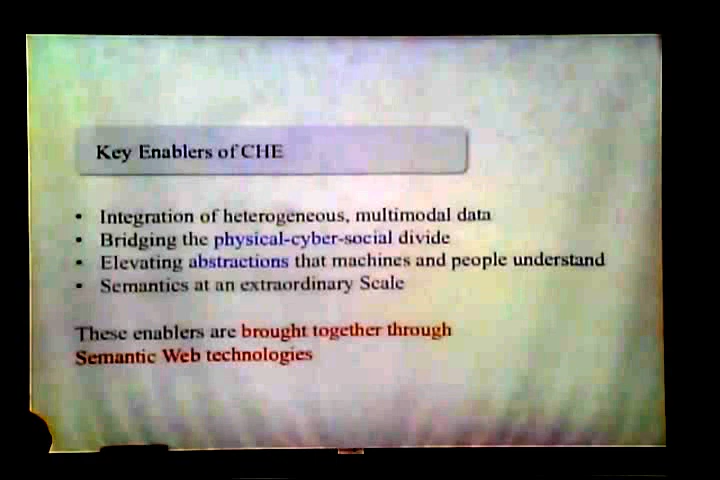 Key Enablers of CHE
• Integration of heterogeneous, multimodal data
• Bridging the physical-cyber-social divide
• Elevating abstractions that machines and people understand
• Semantics at an extraordinary Scale
These enablers are brought together through
Semantic Web technologies